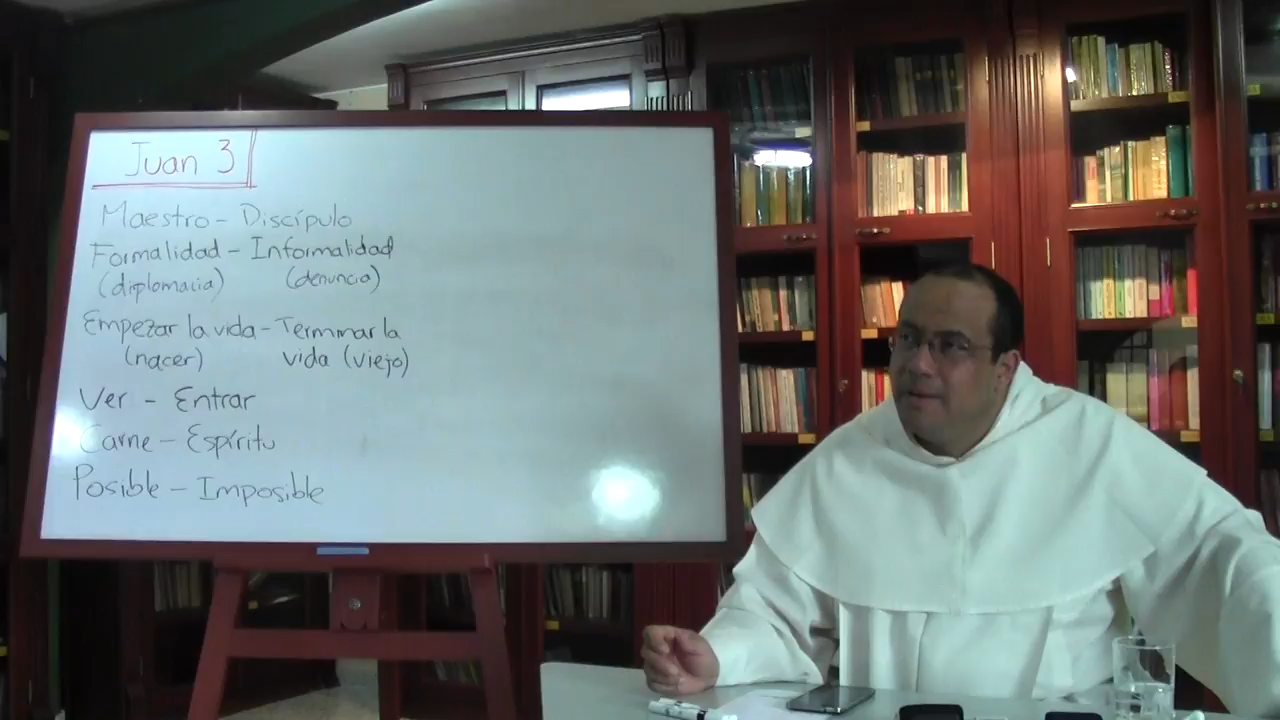 Juan 3
Maestro - Discípulo
Formalidad - Informalidad
(diplomacia) (denuncia)
Empezar la vida - Terminar la
(nacer) vida (viejo)
Ver - Entrar
Carne - Espíritu
Posible - Imposible